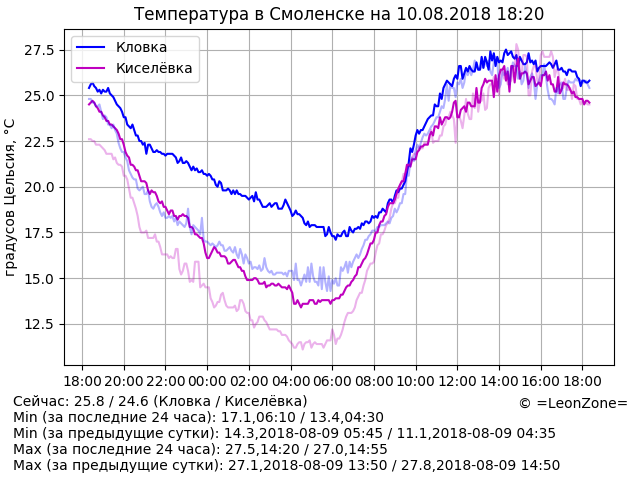 Температура в Смоленске на 10.08.2018 18:20
Кловка
Киселёвка
градусов Цельсия, °C
27.5
25.0
22.5
20.0
17.5
15.0
12.5
18:00 20:00 22:00 00:00 02:00 04:00 06:00 08:00 10:00 12:00 14:00 16:00 18:00
Сейчас: 25.8 / 24.6 (Кловка / Киселёвка)
© =LeonZone=
Min (за последние 24 часа): 17.1,06:10 / 13.4,04:30
Min (за предыдущие сутки): 14.3,2018-08-09 05:45 / 11.1,2018-08-09 04:35
Max (за последние 24 часа): 27.5,14:20 / 27.0,14:55
Max (за предыдущие сутки): 27.1,2018-08-09 13:50 / 27.8,2018-08-09 14:50